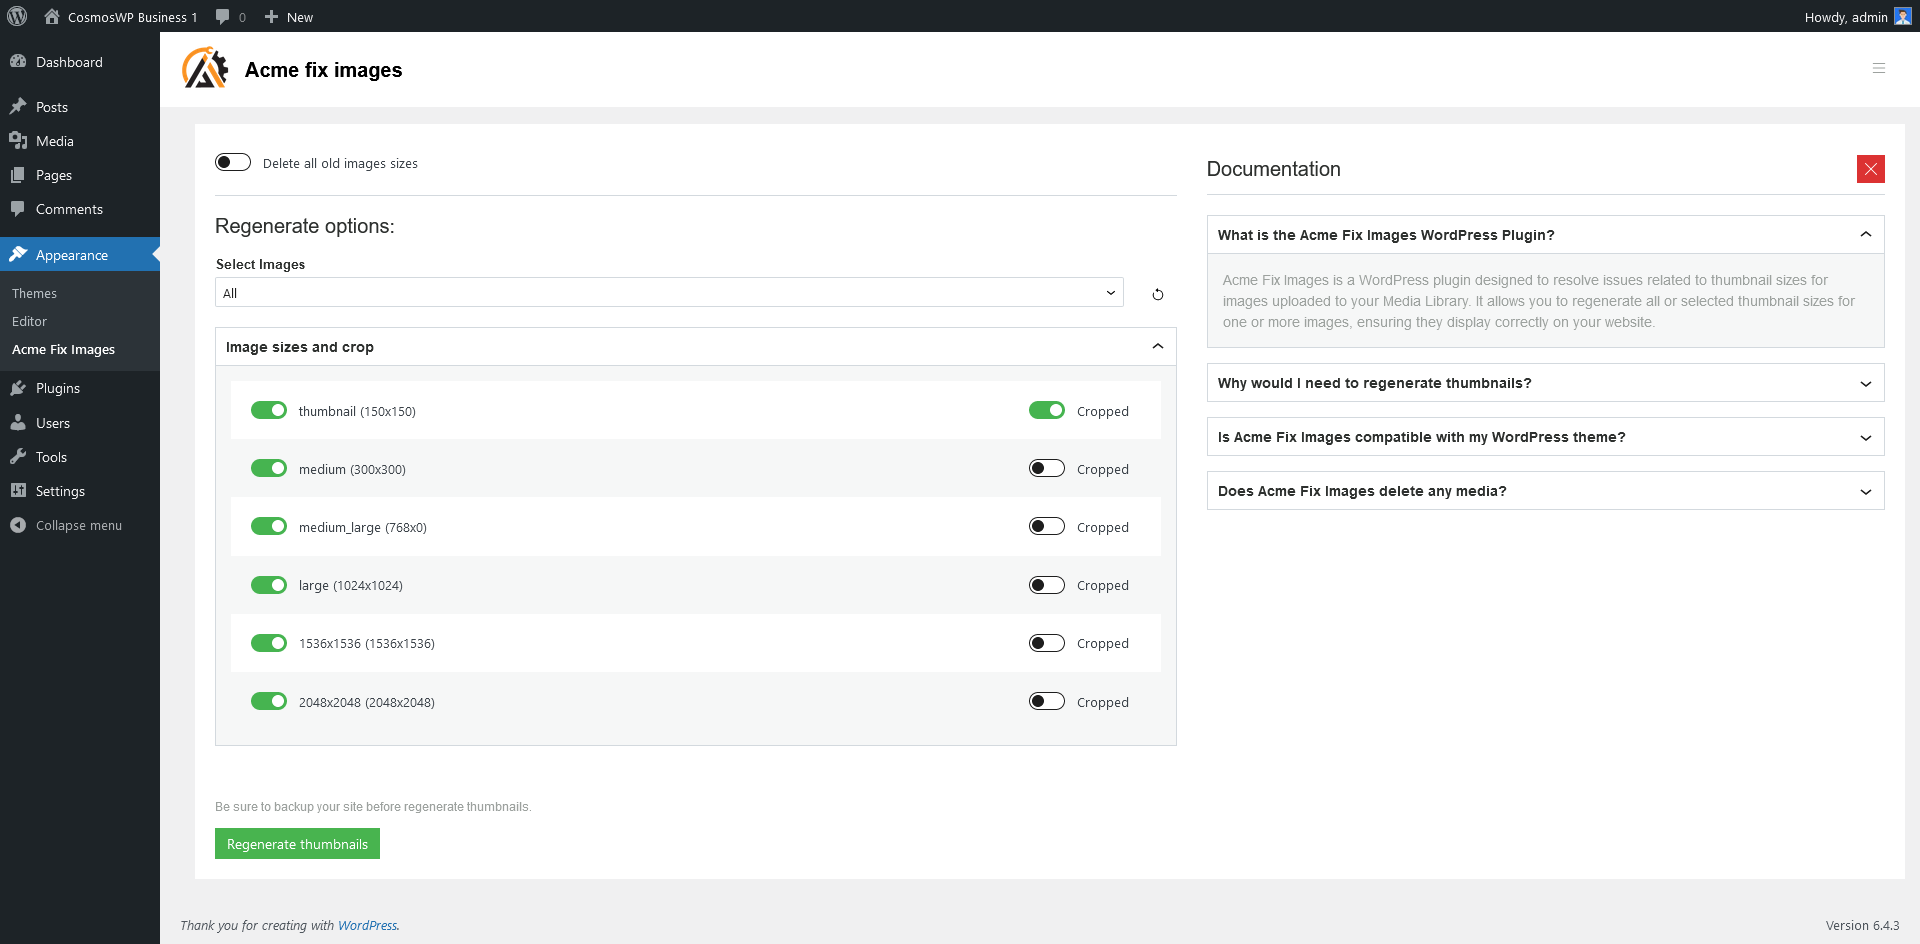 CosmosWP Business 1
0
New
Howdy, admin
Dashboard
Posts
Media
Pages
Comments
Appearance
Themes
Editor
Acme Fix Images
Plugins
Users
Tools
Settings
Collapse menu
Acme fix images
Delete all old images sizes
Regenerate options:
Select Images
All
Image sizes and crop
thumbnail (150x150)
Cropped
medium (300x300)
Cropped
medium_large (768x0)
Cropped
large (1024x1024)
Cropped
1536x1536 (1536x1536)
Cropped
2048x2048 (2048x2048)
Cropped
Be sure to backup your site before regenerate thumbnails.
Regenerate thumbnails
Documentation
What is the Acme Fix Images WordPress Plugin?
Acme Fix Images is a WordPress plugin designed to resolve issues related to thumbnail sizes for
images uploaded to your Media Library. It allows you to regenerate all or selected thumbnail sizes for
one or more images, ensuring they display correctly on your website.
Why would I need to regenerate thumbnails?
Is Acme Fix Images compatible with my WordPress theme?
Does Acme Fix Images delete any media?
Thank you for creating with WordPress.
Version 6.4.3